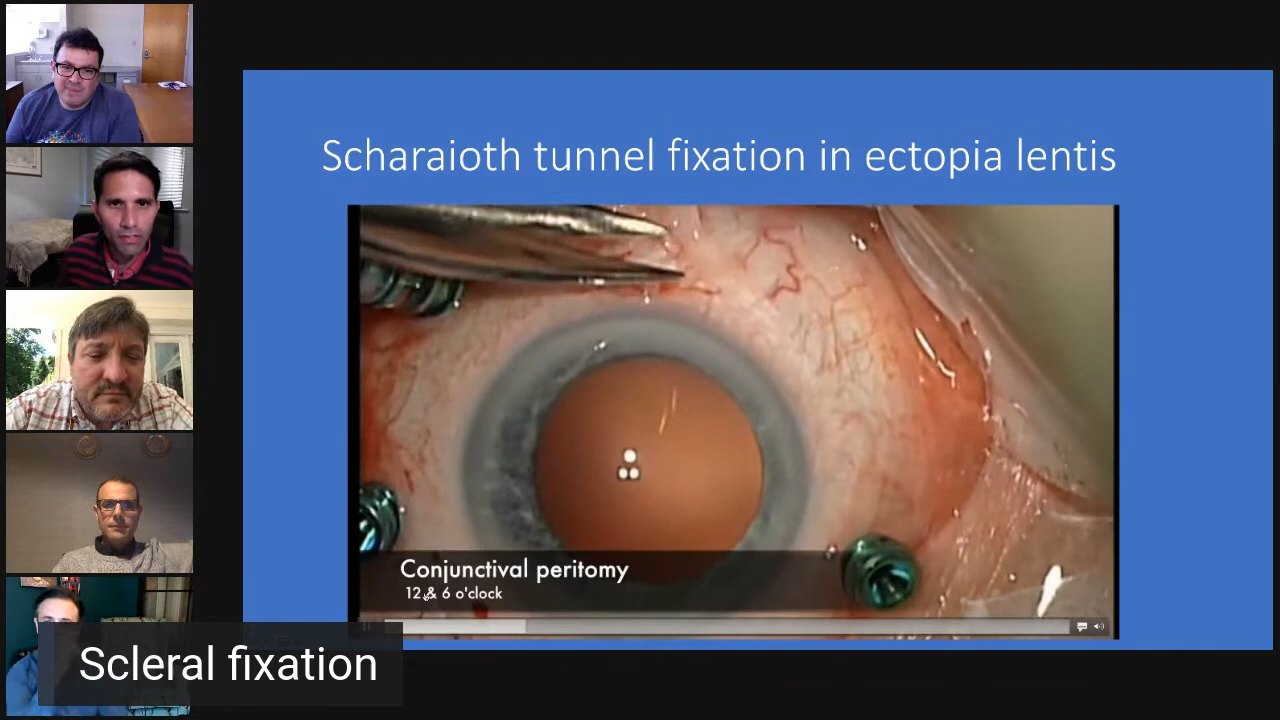 Scharaioth tunnel fixation in ectopia lentis
Conjunctival peritomy
12 & 6 o'clock
Scleral fixation